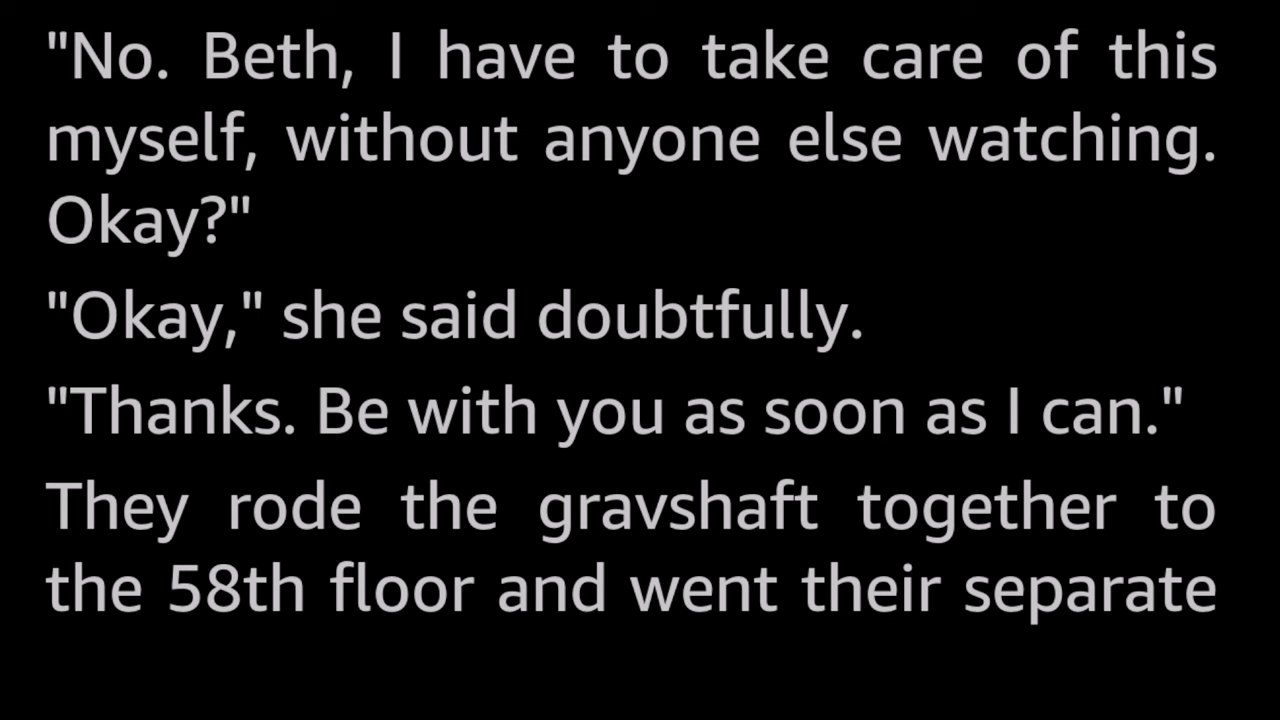 "No. Beth, I have to take care of this
myself, without anyone else watching.
Okay?"
"Okay," she said doubtfully.
"Thanks. Be with you as soon as I can."
They rode the gravshaft together to
the 58th floor and went their separate